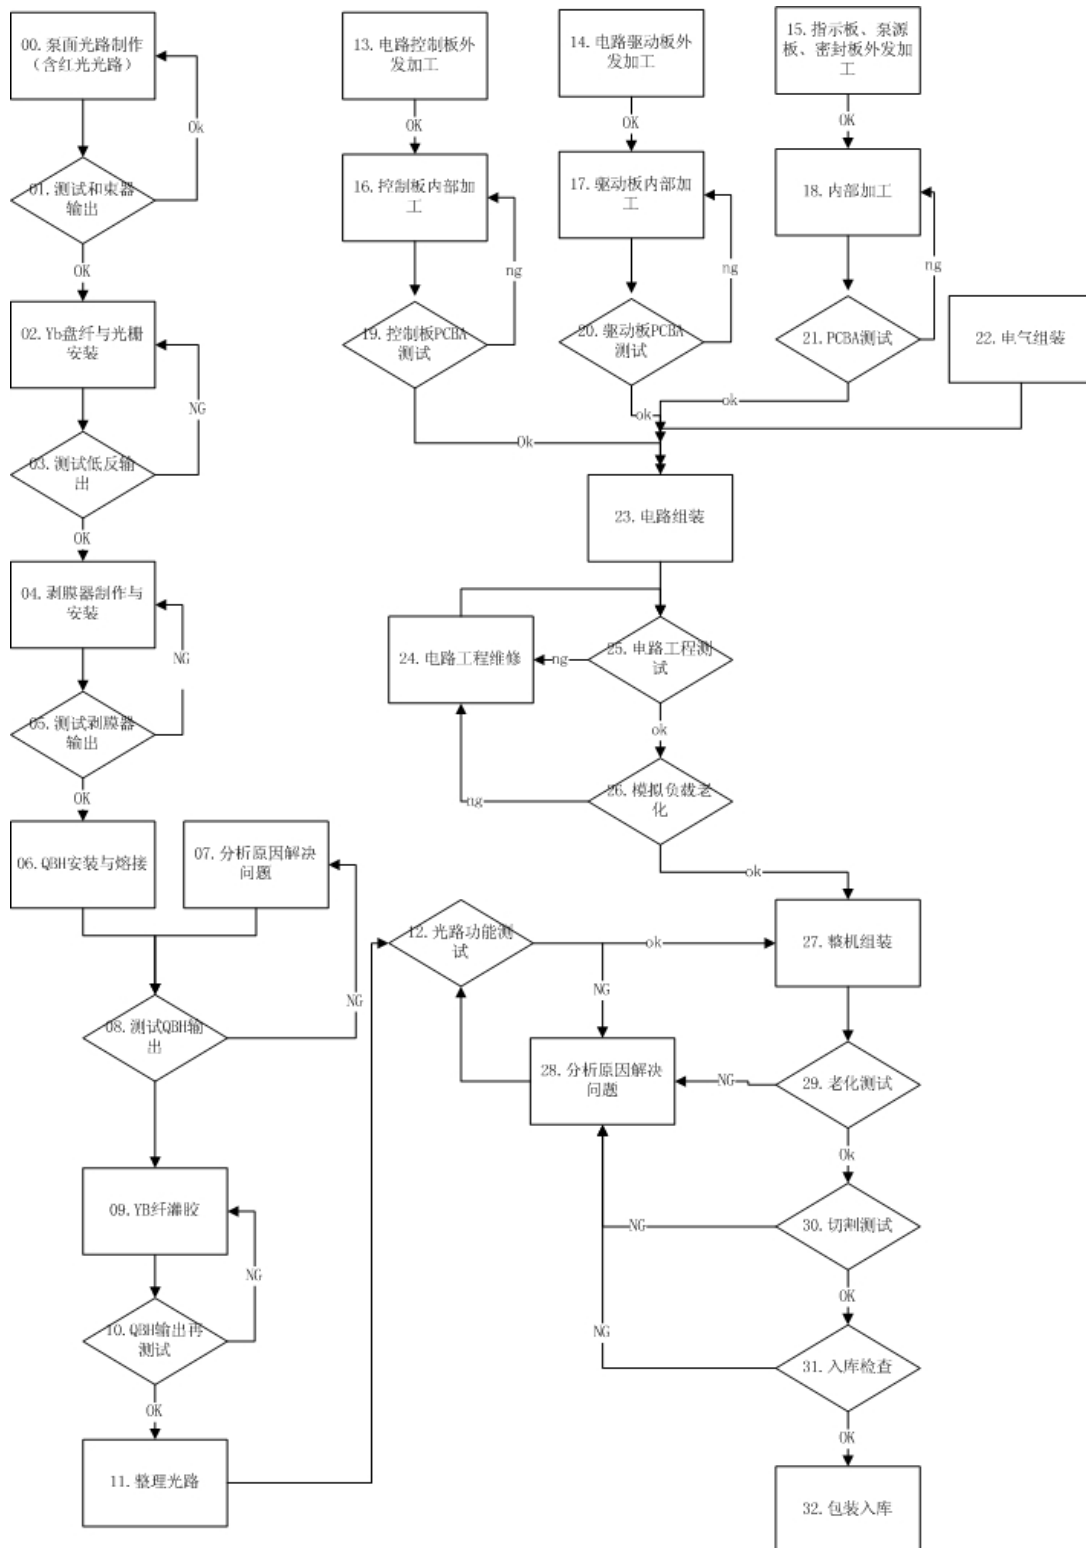 00.泵面光路制作
（含红光光路）
Ok
01.测试和束器
输出
OK
02.Yb盘纤与光栅
安装
NG
03.测试低反输
出
OK
04.剥膜器制作与
安装
NG
05.测试剥膜器
输出
OK
06.QBH安装与熔接
07.分析原因解决
问题
NG
08.测试QBH输
出
09.YB纤灌胶
NG
10.QBH输出再
测试
OK
11.整理光路
12.光路功能测
试
ok
NG
13.电路控制板外
发加工
OK
14.电路驱动板外
发加工
OK
15.指示板、泵源
板、密封板外发加
工
OK
16.控制板内部加
工
ng
17.驱动板内部加
工
ng
18.内部加工
ng
19.控制板PCBA
测试
Ok
20.驱动板PCBA
测试
ok
21.PCBA测试
ok
22.电气组装
23.电路组装
24.电路工程维修
ng
25.电路工程测
试
ok
26.模拟负载老
化
ng
ok
27.整机组装
28.分析原因解决
问题
NG
29.老化测试
Ok
NG
30.切割测试
OK
NG
31.入库检查
OK
32.包装入库